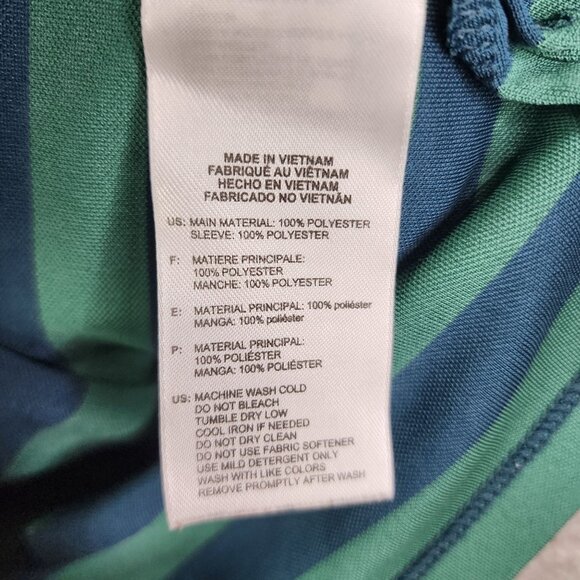 MADE IN VIETNAM
FABRIQUÉ AU VIÊTNAM
HECHO EN VIETNAM
FABRICADO NO VIETNÃN
US: MAIN MATERIAL: 100% POLYESTER
SLEEVE: 100% POLYESTER
F: MATIERE PRINCIPALE:
100% POLYESTER
MANCHE: 100% POLYESTER
E: MATERIAL PRINCIPAL: 100% poliéster
MANGA: 100% poliéster
P: MATERIAL PRINCIPAL:
100% POLIÉSTER
MANGA: 100% POLIÉSTER
US: MACHINE WASH COLD
DO NOT BLEACH
TUMBLE DRY LOW
COOL IRON IF NEEDED
DO NOT DRY CLEAN
DO NOT USE FABRIC SOFTENER
USE MILD DETERGENT ONLY
WASH WITH LIKE COLORS
REMOVE PROMPTLY AFTER WASH